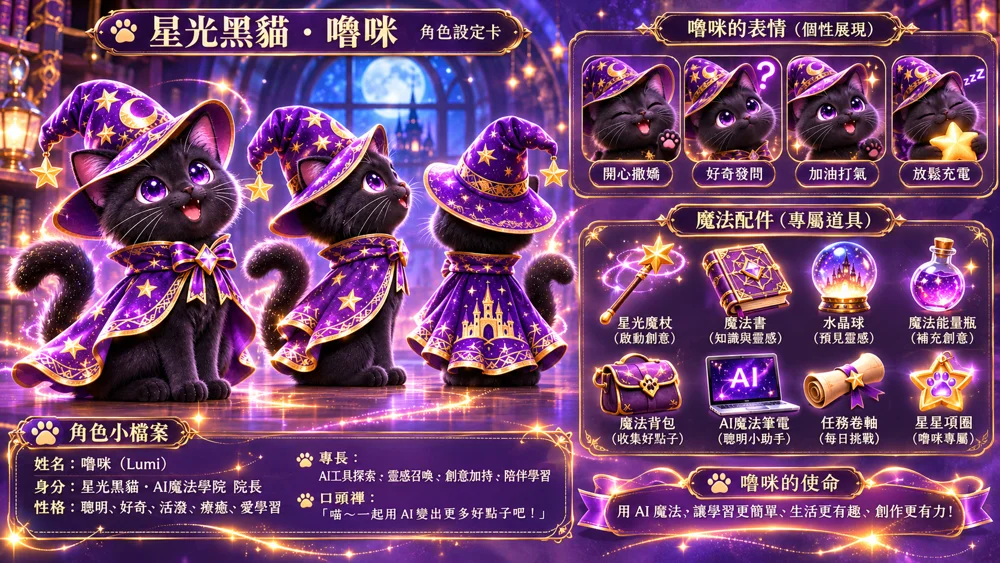 星光黑貓・嚕咪 角色設定卡
嚕咪的表情(個性展現)
?
zzz
開心撒嬌
好奇發問
加油打氣
放鬆充電
魔法配件(專屬道具)
星光魔杖
(啟動創意)
魔法書
(知識與靈感)
水晶球
(預見靈感)
魔法能量瓶
(補充創意)
AI
魔法背包
(收集好點子)
AI魔法筆電
(聰明小助手)
任務卷軸
(每日挑戰)
星星項圈
(嚕咪專屬)
角色小檔案
姓名:嚕咪(Lumi)
身分:星光黑貓・AI魔法學院 院長
性格:聰明、好奇、活潑、療癒、愛學習
專長:
AI工具探索、靈感召喚、創意加持、陪伴學習
口頭禪:
「喵~一起用 AI 變出更多好點子吧!」
嚕咪的使命
用 AI 魔法、讓學習更簡單、生活更有趣、創作更有力!